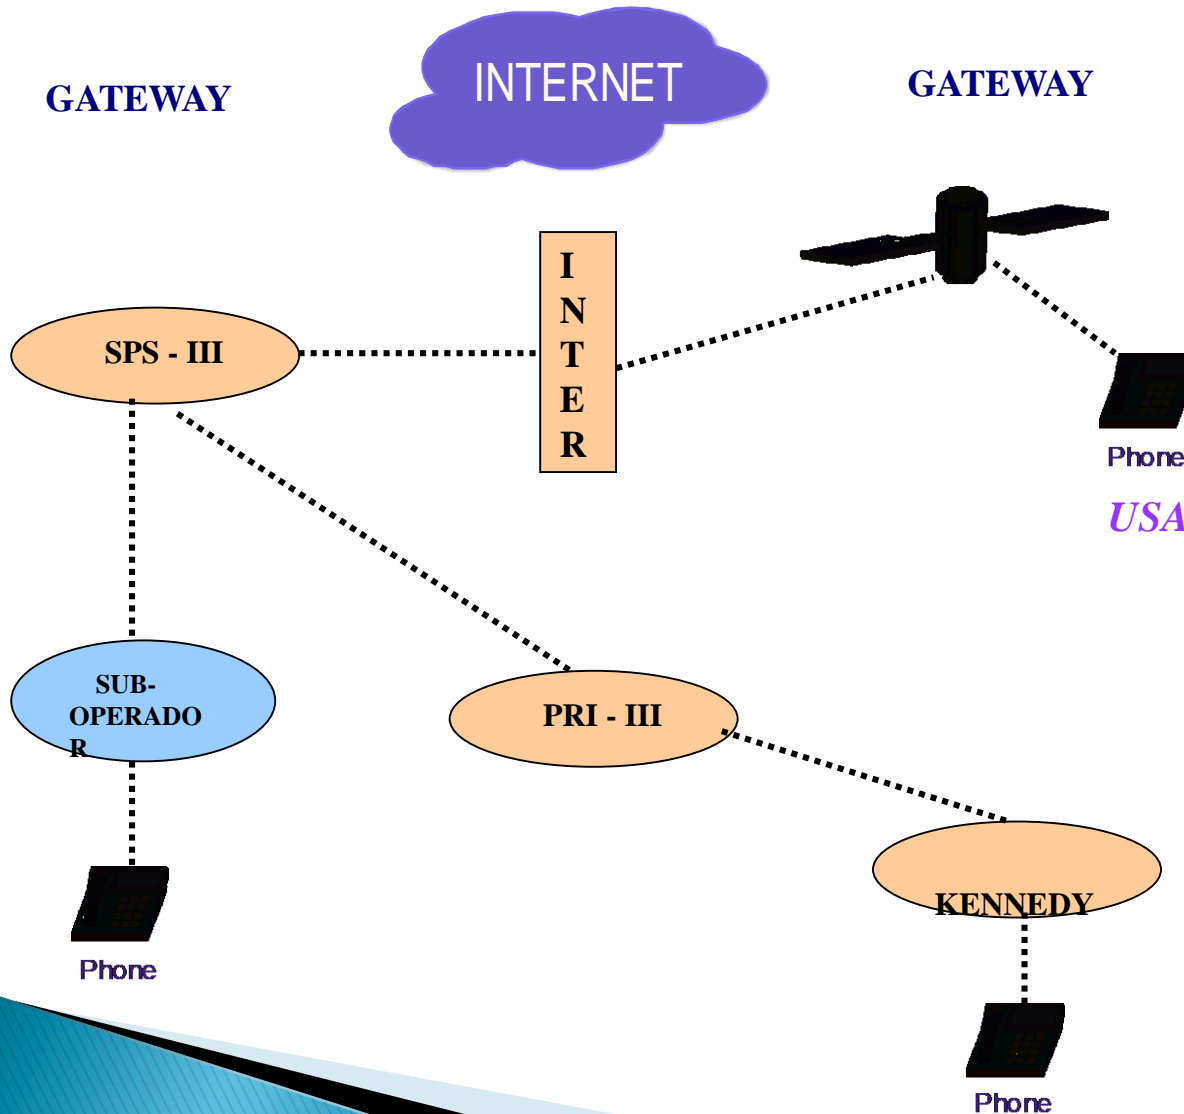 INTERNET
GATEWAY
GATEWAY
I
N
T
E
R
SPS - III
Phone
USA
SUB-
OPERADO
R
PRI - III
KENNEDY
Phone
Phone